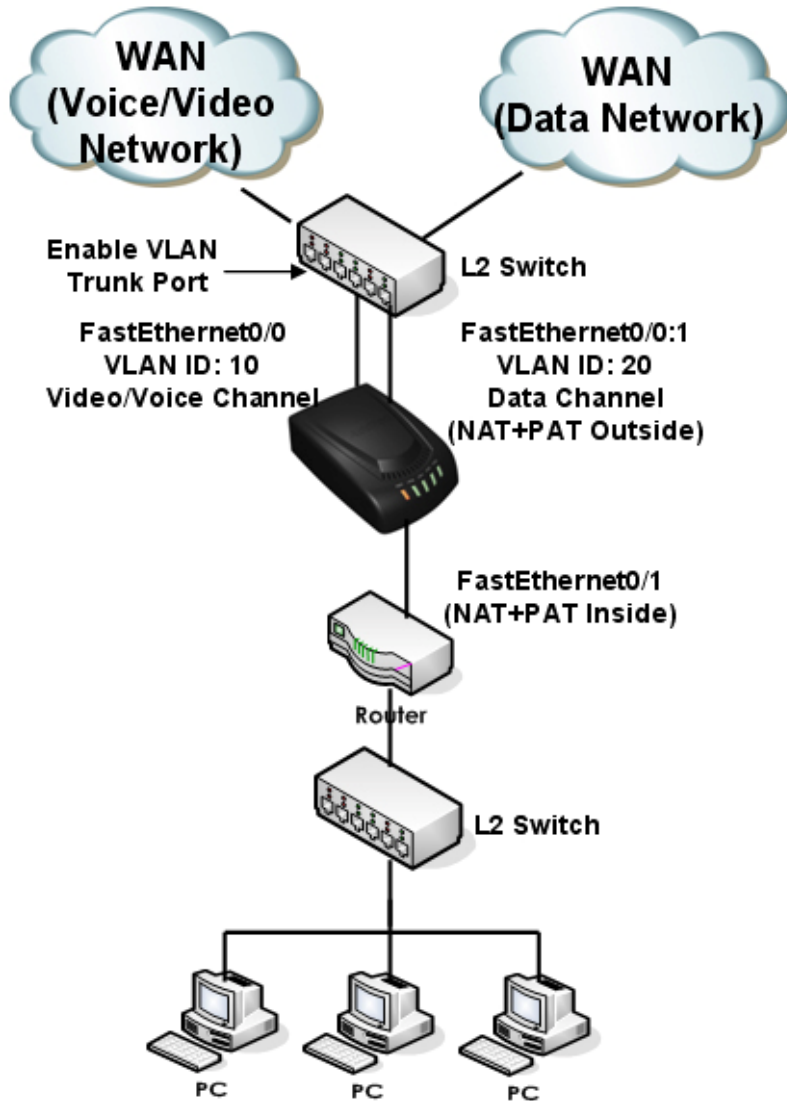 WAN
(Voice/Video
Network)
WAN
(Data Network)
Enable VLAN
Trunk Port
L2 Switch
FastEthernet0/0
VLAN ID: 10
Video/Voice Channel
FastEthernet0/0:1
VLAN ID: 20
Data Channel
(NAT+PAT Outside)
FastEthernet0/1
(NAT+PAT Inside)
Router
L2 Switch
PC
PC
PC